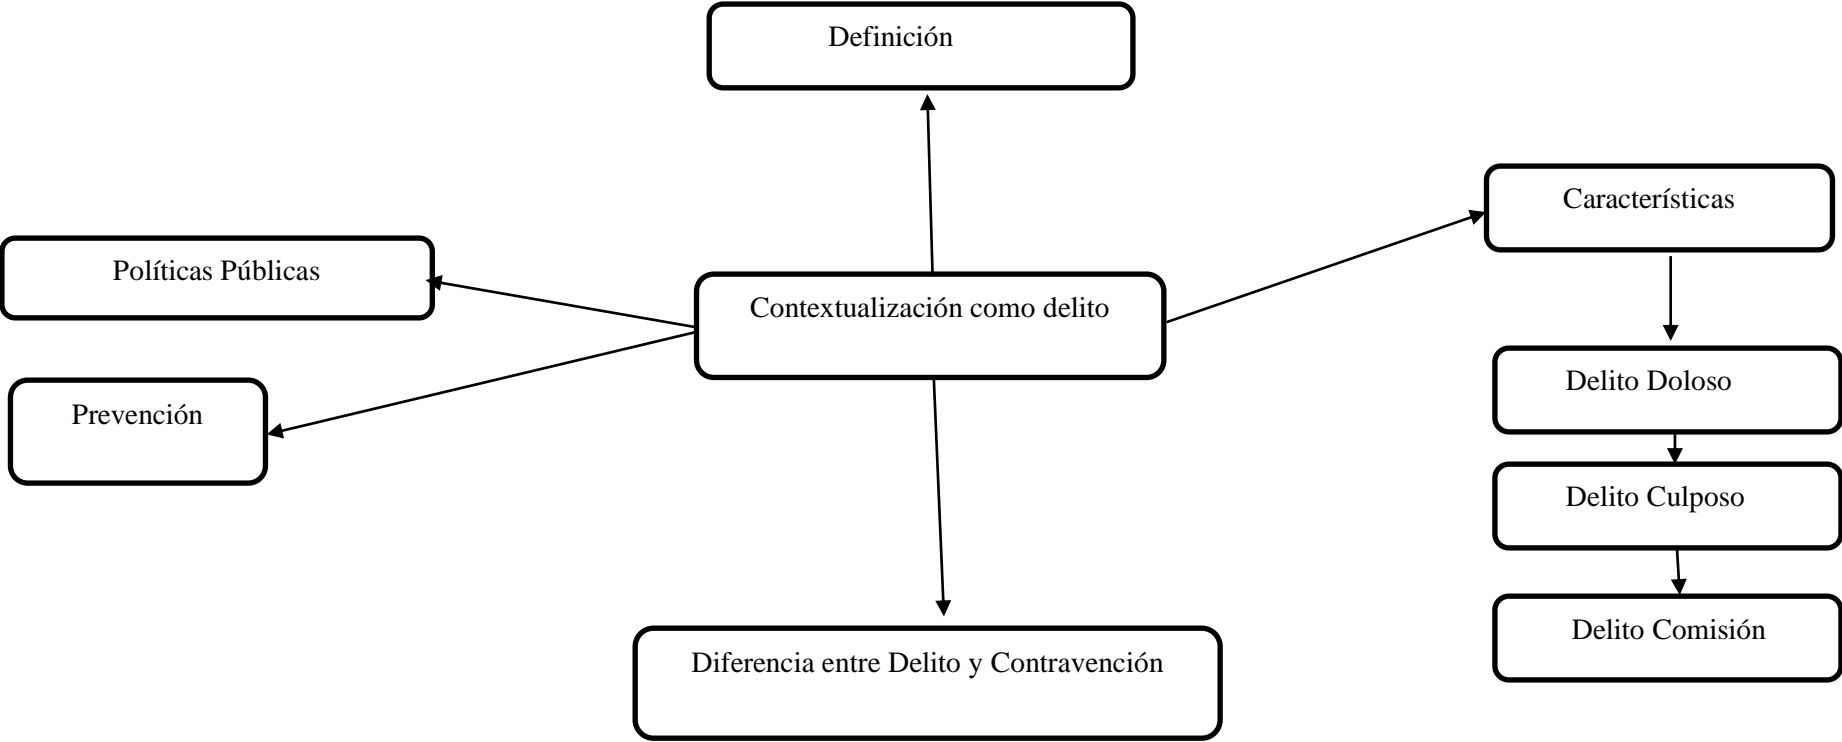 Definición
Características
Políticas Públicas
Contextualización como delito
Delito Doloso
Prevención
Delito Culposo
Delito Comisión
Diferencia entre Delito y Contravención